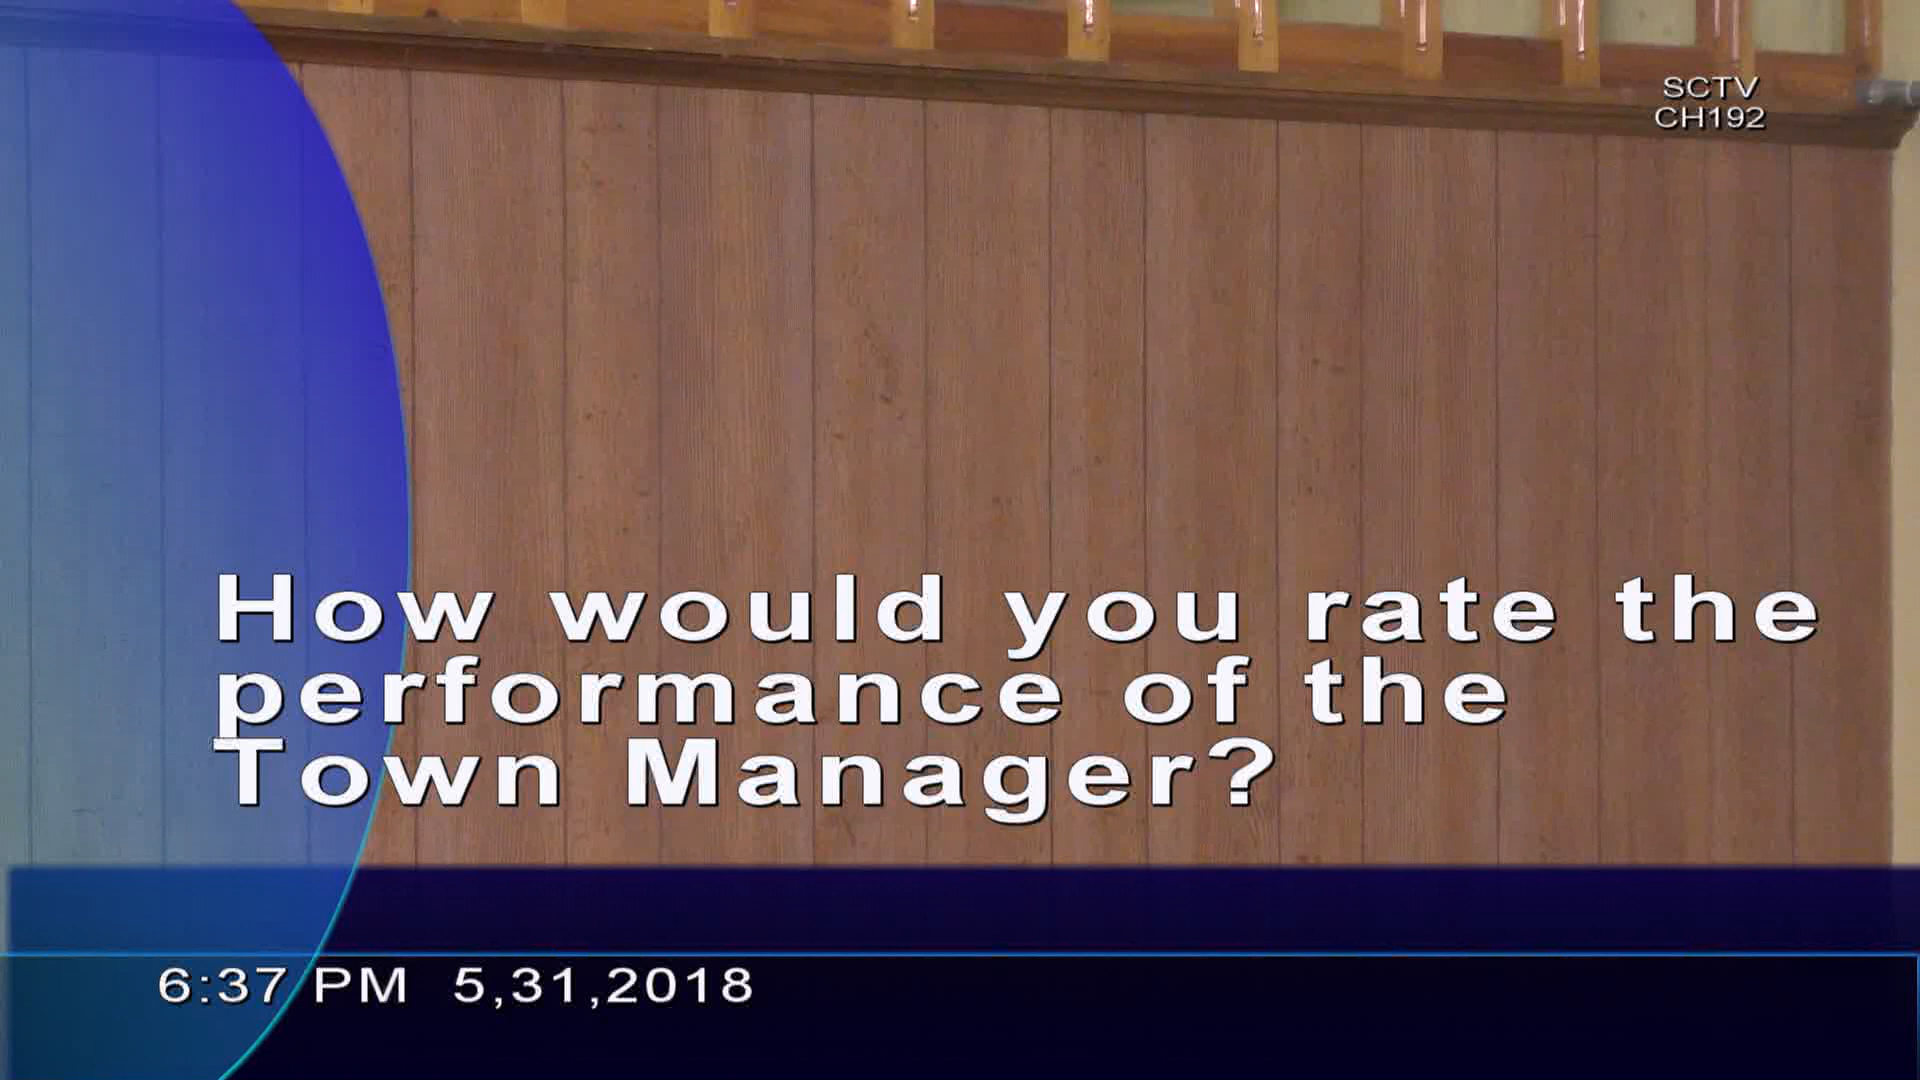 SCTV
CH192
How would you rate the
performance of the
Town Manager?
6:37 PM 5,31,2018